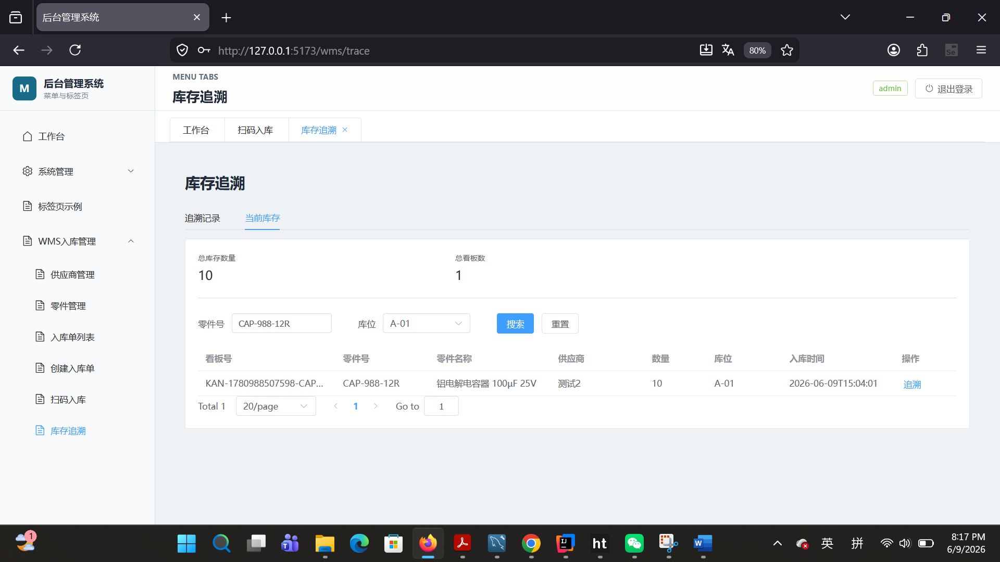 后台管理系统
http://127.0.0.1:5173/wms/trace
80%
Se
M
后台管理系统
菜单与标签页
MENU TABS
库存追溯
admin
退出登录
工作台
扫码入库
库存追溯
工作台
系统管理
标签页示例
WMS入库管理
供应商管理
零件管理
入库单列表
创建入库单
扫码入库
库存追溯
库存追溯
追溯记录
当前库存
总库存数量
10
总看板数
1
零件号
CAP-988-12R
库位
A-01
搜索
重置
看板号 零件号 零件名称 供应商 数量 库位 入库时间 操作
KAN-1780988507598-CAP... CAP-988-12R 铝电解电容器 100μF 25V 测试2 10 A-01 2026-06-09T15:04:01 追溯
Total 1 20/page 1 Go to 1
1
T
IJ
ht
W
英
拼
8:17 PM
6/9/2026